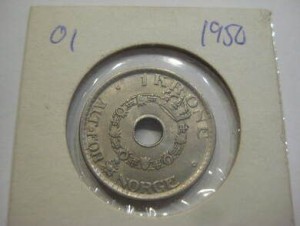 01 1950
1 KRONE
NORGE
ALT·FOR